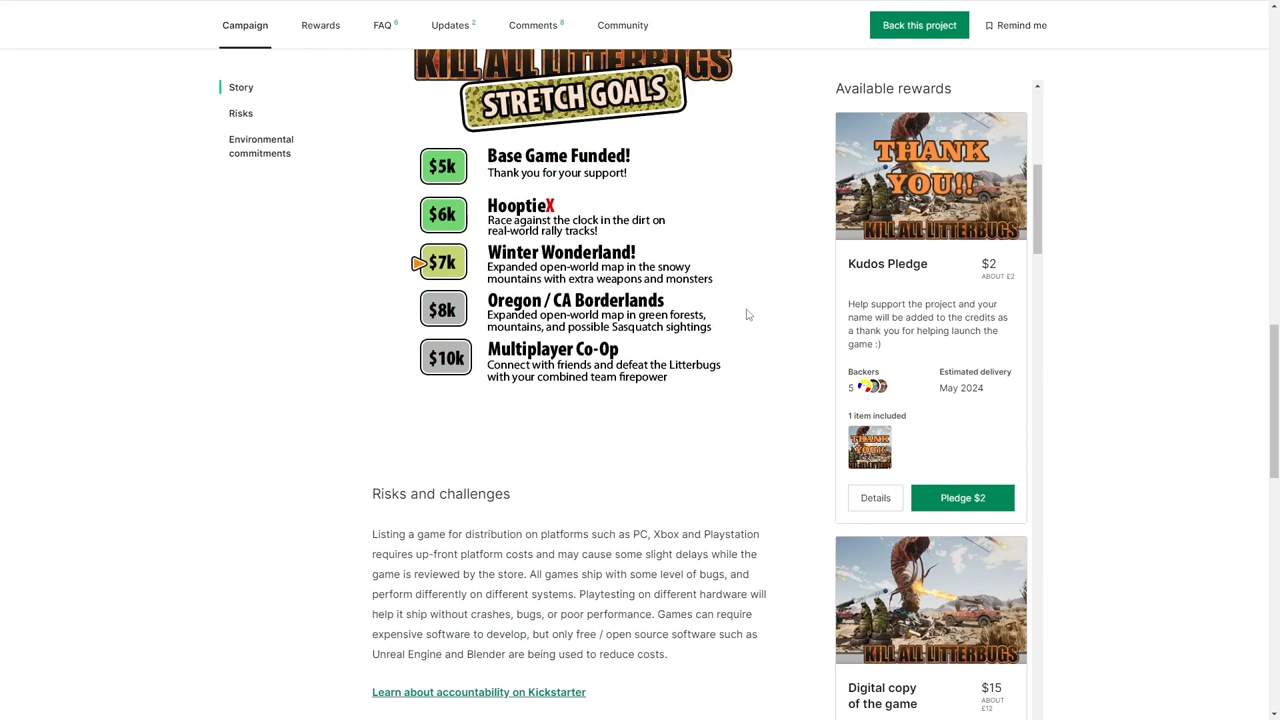 Campaign
Rewards
FAQ 6
Updates 2
Comments 8
Community
Back this project
Remind me
Story
Risks
Environmental
commitments
KILL ALL LITTERBUGS
STRETCH GOALS
$5k
Base Game Funded!
Thank you for your support!
$6k
HooptieX
Race against the clock in the dirt on
real-world rally tracks!
$7k
Winter Wonderland!
Expanded open-world map in the snowy
mountains with extra weapons and monsters
$8k
Oregon / CA Borderlands
Expanded open-world map in green forests,
mountains, and possible Sasquatch sightings
$10k
Multiplayer Co-Op
Connect with friends and defeat the Litterbugs
with your combined team firepower
Risks and challenges
Listing a game for distribution on platforms such as PC, Xbox and Playstation
requires up-front platform costs and may cause some slight delays while the
game is reviewed by the store. All games ship with some level of bugs, and
perform differently on different systems. Playtesting on different hardware will
help it ship without crashes, bugs, or poor performance. Games can require
expensive software to develop, but only free / open source software such as
Unreal Engine and Blender are being used to reduce costs.
Learn about accountability on Kickstarter
Available rewards
THANK
YOU!!
KILL ALL LITTERBUGS
Kudos Pledge
$2
ABOUT £2
Help support the project and your
name will be added to the credits as
a thank you for helping launch the
game :)
Backers
5
Estimated delivery
May 2024
1 item included
THANK
YOU!!
KILL ALL LITTERBUGS
Details
Pledge $2
KILL ALL LITTERBUGS
Digital copy
of the game
$15
ABOUT
£12